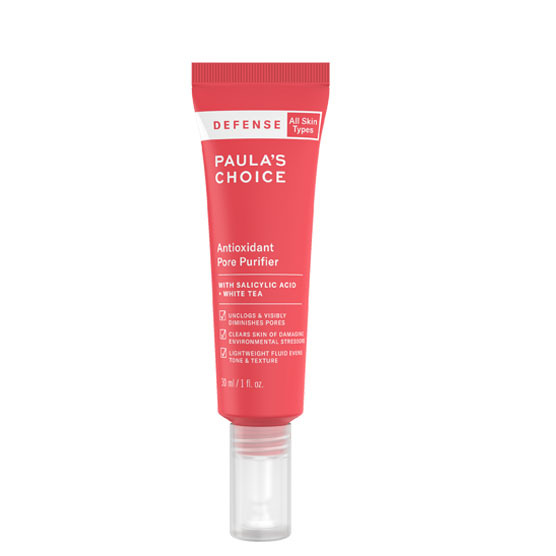 DEFENSE
All Skin
Types
PAULA'S
CHOICE
Antioxidant
Pore Purifier
WITH SALICYLIC ACID
+ WHITE TEA
UNCLOGS & VISIBLY
DIMINISHES PORES
CLEARS SKIN OF DAMAGING
ENVIRONMENTAL STRESSORS
LIGHTWEIGHT FLUID EVENS
TONE & TEXTURE
30 ml / 1 fl. oz.